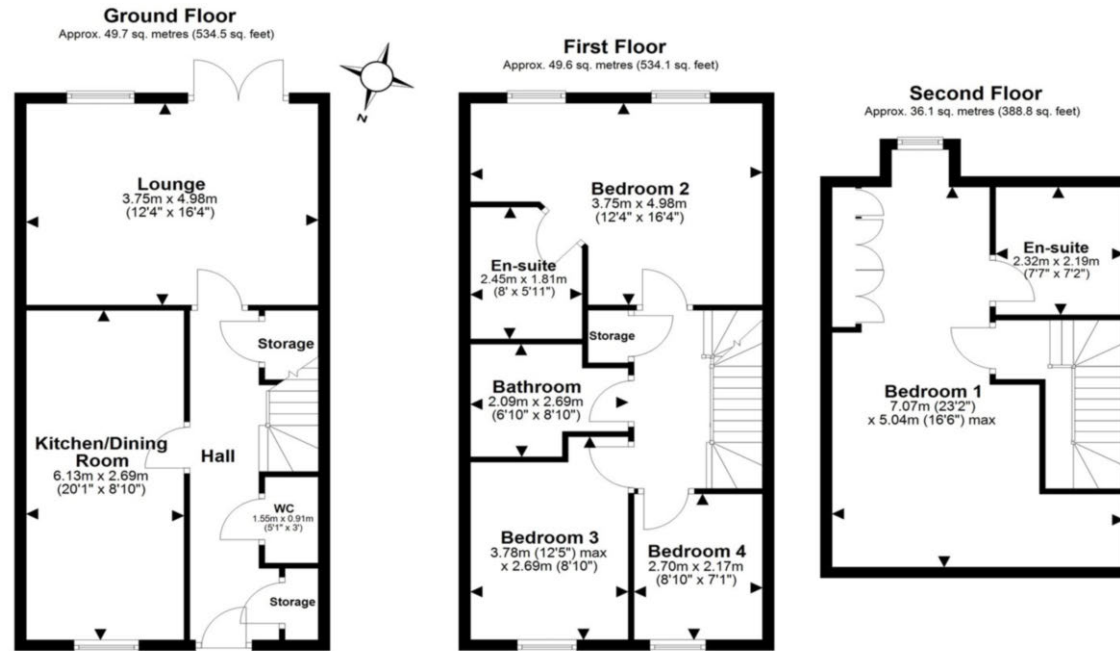 Ground Floor
Approx. 49.7 sq. metres (534.5 sq. feet)
Lounge
3.75m x 4.98m
(12'4" x 16'4")
Storage
Kitchen/Dining
Room
6.13m x 2.69m
(20'1" x 8'10")
Hall
WC
1.55m x 0.91m
(5'1" x 3')
Storage
N
First Floor
Approx. 49.6 sq. metres (534.1 sq. feet)
Bedroom 2
3.75m x 4.98m
(12'4" x 16'4")
En-suite
2.45m x 1.81m
(8' x 5'11")
Storage
Bathroom
2.09m x 2.69m
(6'10" x 8'10")
Bedroom 3
3.78m (12'5") max
x 2.69m (8'10")
Bedroom 4
2.70m x 2.17m
(8'10" x 7'1")
Second Floor
Approx. 36.1 sq. metres (388.8 sq. feet)
En-suite
2.32m x 2.19m
(7'7" x 7'2")
Bedroom 1
7.07m (23'2")
x 5.04m (16'6") max